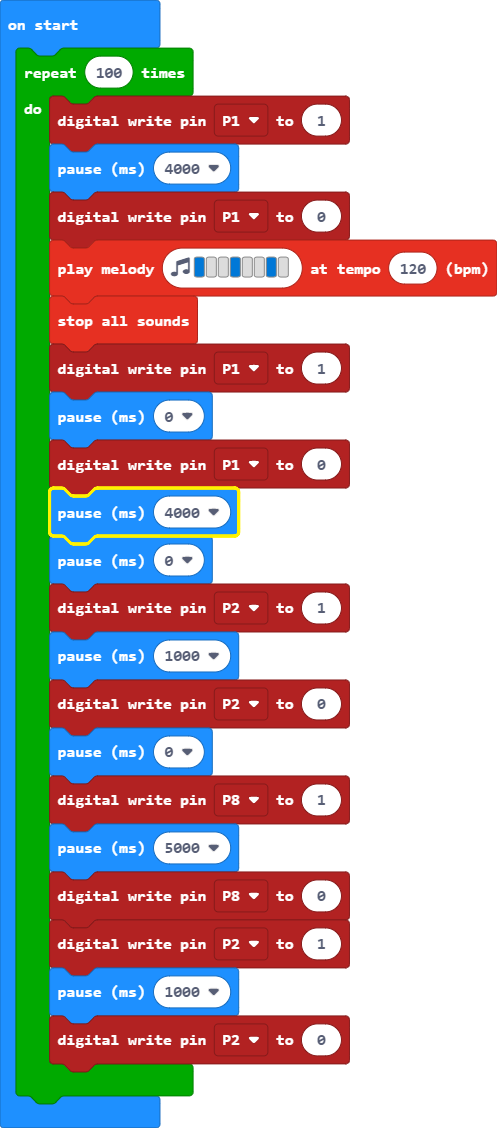 on start
repeat 100 times
do
digital write pin P1 to 1
pause (ms) 4000
digital write pin P1 to 0
play melody at tempo 120 (bpm)
stop all sounds
digital write pin P1 to 1
pause (ms) 0
digital write pin P1 to 0
pause (ms) 4000
pause (ms) 0
digital write pin P2 to 1
pause (ms) 1000
digital write pin P2 to 0
pause (ms) 0
digital write pin P8 to 1
pause (ms) 5000
digital write pin P8 to 0
digital write pin P2 to 1
pause (ms) 1000
digital write pin P2 to 0